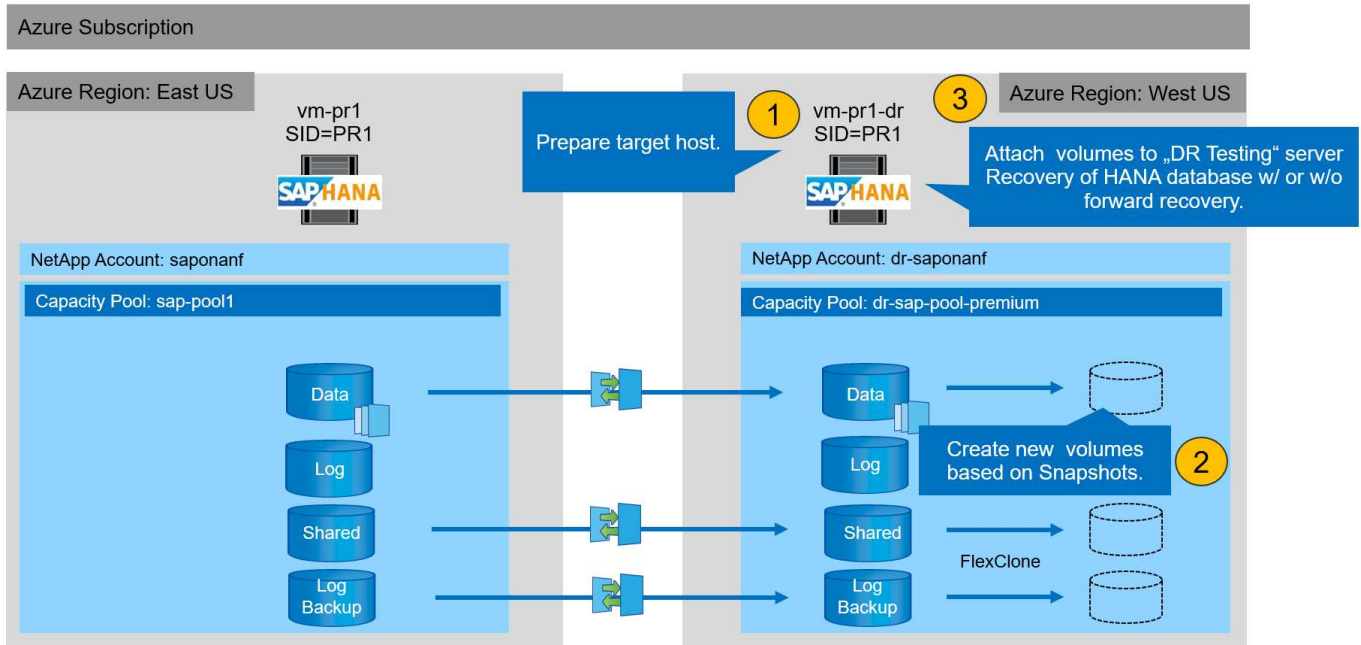 Azure Subscription
Azure Region: East US
vm-pr1
SID=PR1
SAP HANA
NetApp Account: saponanf
Capacity Pool: sap-pool1
Data
Log
Shared
Log
Backup
Prepare target host.
1
vm-pr1-dr
SID=PR1
SAP HANA
3
Azure Region: West US
Attach volumes to „DR Testing“ server
Recovery of HANA database w/ or w/o
forward recovery.
NetApp Account: dr-saponanf
Capacity Pool: dr-sap-pool-premium
Data
Log
Create new volumes
based on Snapshots.
2
Shared
FlexClone
Log
Backup